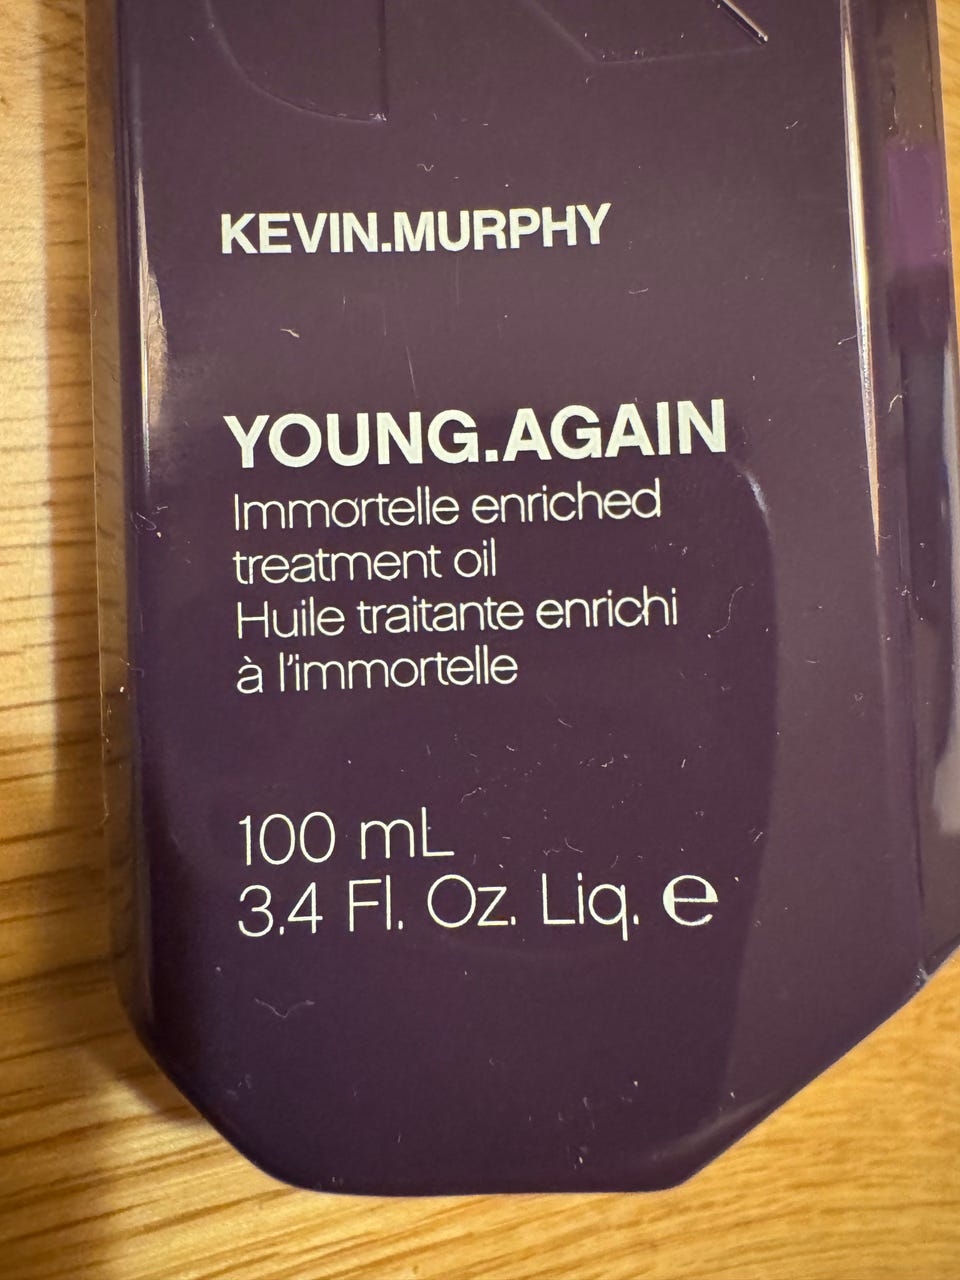 KEVIN.MURPHY
YOUNG.AGAIN
Immortelle enriched
treatment oil
Huile traitante enrichi
à l'immortelle
100 mL
3.4 Fl. Oz. Liq. ℮